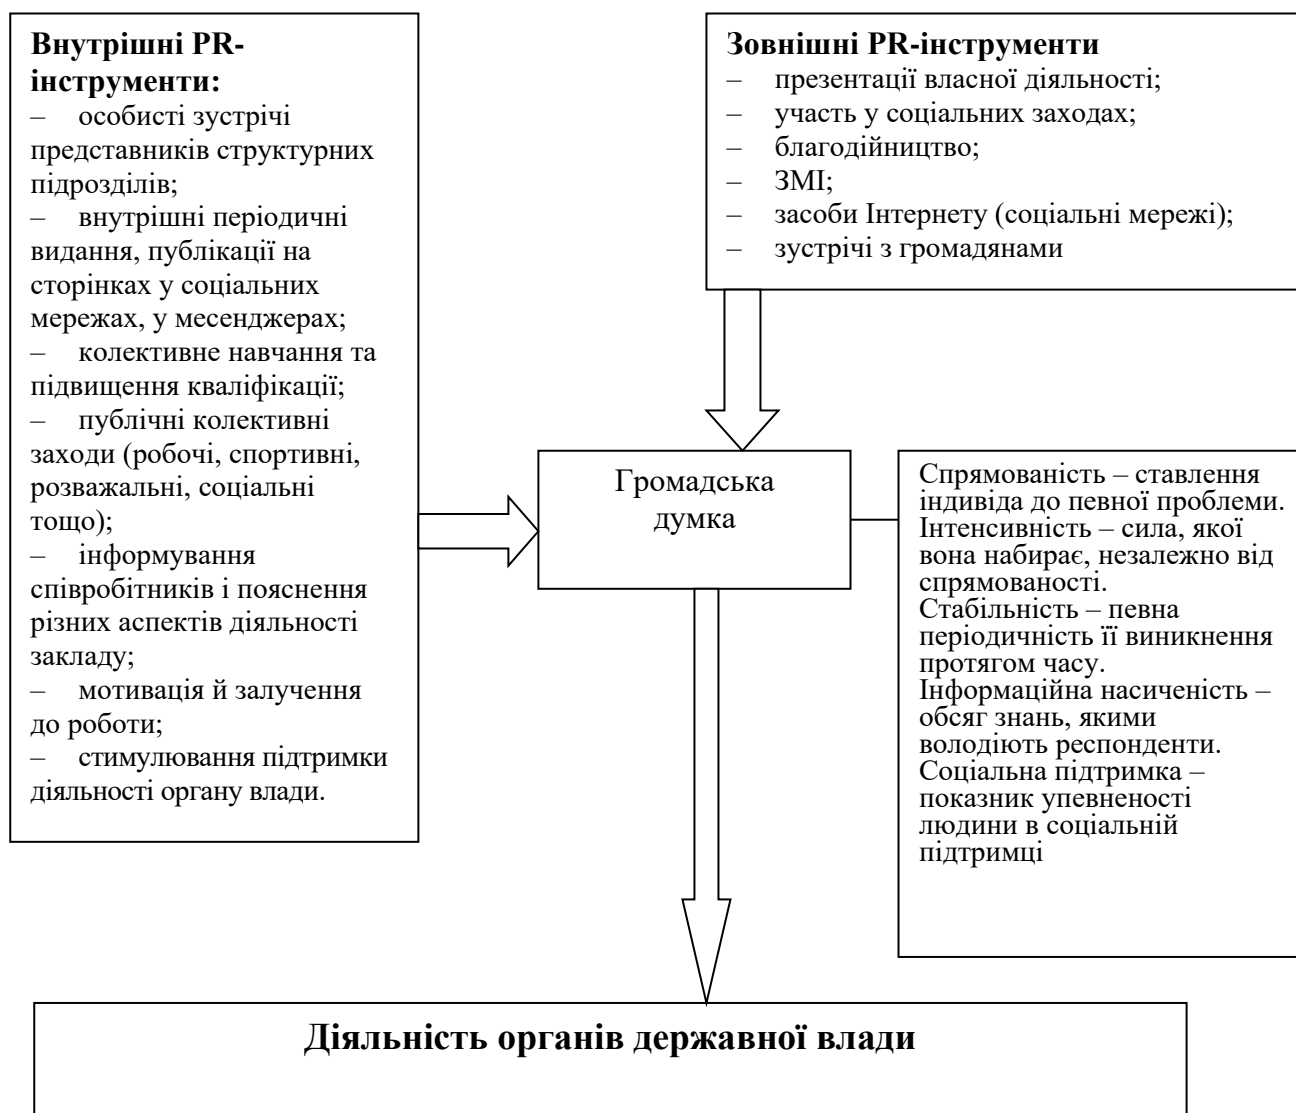 Внутрішні PR-
інструменти:
– особисті зустрічі
представників структурних
підрозділів;
– внутрішні періодичні
видання, публікації на
сторінках у соціальних
мережах, у месенджерах;
– колективне навчання та
підвищення кваліфікації;
– публічні колективні
заходи (робочі, спортивні,
розважальні, соціальні
тощо);
– інформування
співробітників і пояснення
різних аспектів діяльності
закладу;
– мотивація й залучення
до роботи;
– стимулювання підтримки
діяльності органу влади.
Зовнішні PR-інструменти
– презентації власної діяльності;
– участь у соціальних заходах;
– благодійництво;
– ЗМІ;
– засоби Інтернету (соціальні мережі);
– зустрічі з громадянами
Громадська
думка
Спрямованість – ставлення
індивіда до певної проблеми.
Інтенсивність – сила, якої
вона набирає, незалежно від
спрямованості.
Стабільність – певна
періодичність її виникнення
протягом часу.
Інформаційна насиченість –
обсяг знань, якими
володіють респонденти.
Соціальна підтримка –
показник упевненості
людини в соціальній
підтримці
Діяльність органів державної влади